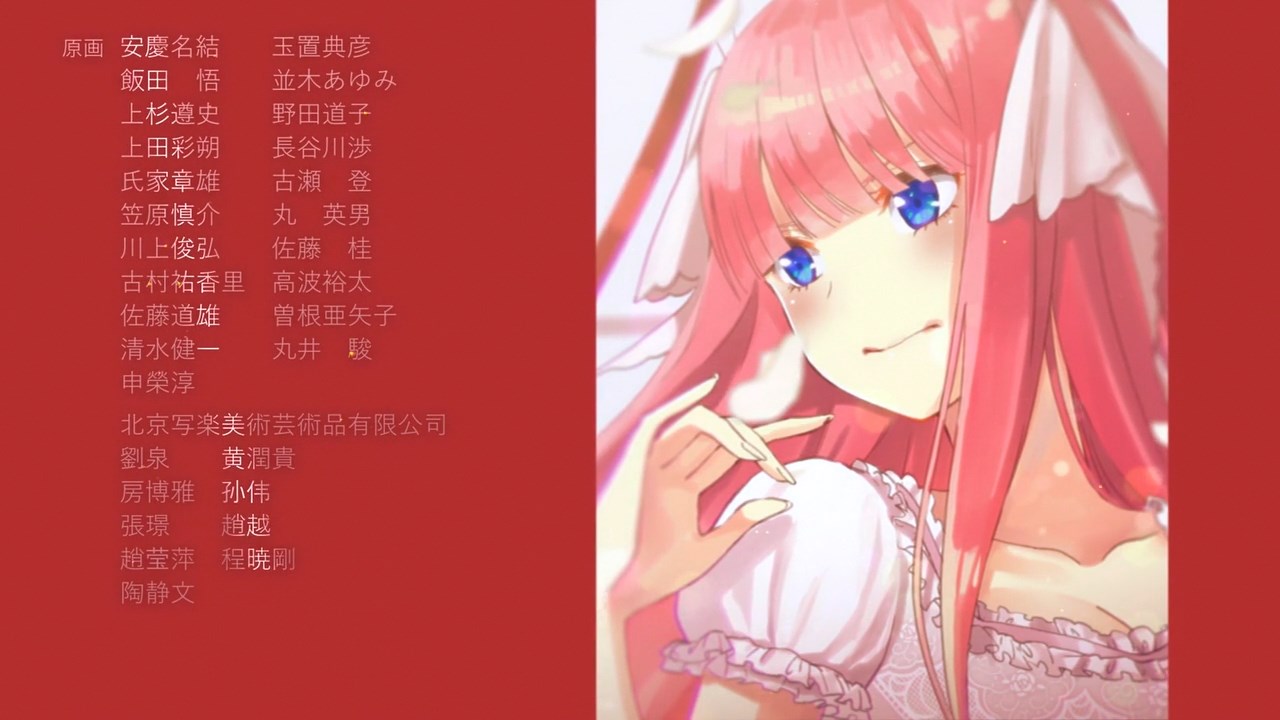 原画 安慶名結 玉置典彦
飯田 悟 並木あゆみ
上杉遵史 野田道子
上田彩朔 長谷川渉
氏家章雄 古瀬 登
笠原慎介 丸 英男
川上俊弘 佐藤 桂
古村祐香里 高波裕太
佐藤道雄 曽根亜矢子
清水健一 丸井 駿
申榮淳
北京写楽美術芸術品有限公司
劉泉 黄潤貴
房博雅 孙伟
張璟 趙越
趙莹萍 程暁剛
陶静文